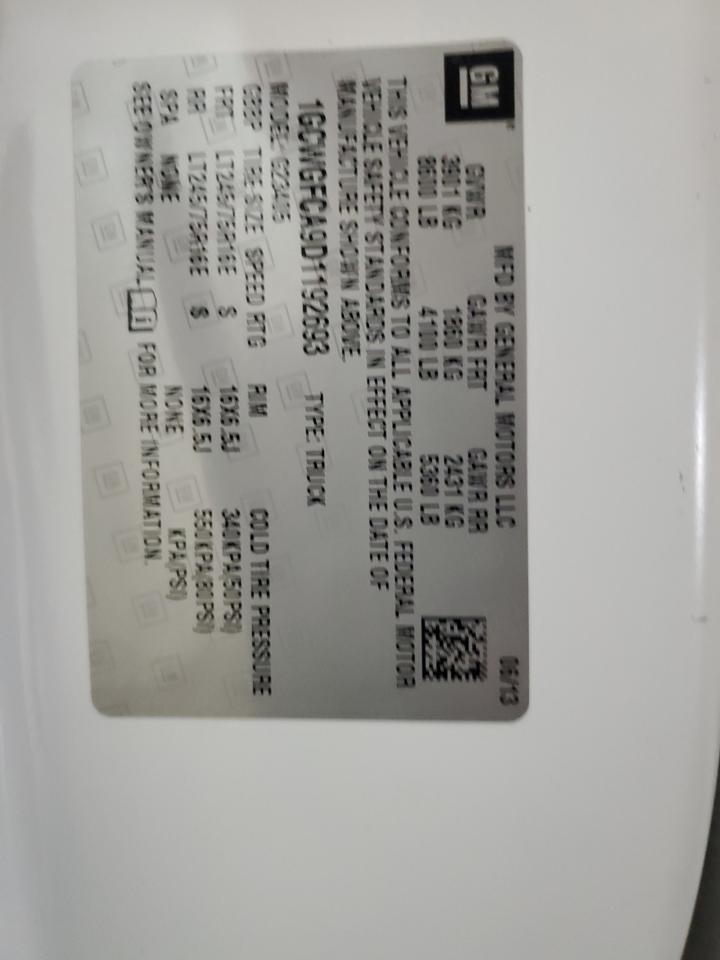 GM
MFD BY GENERAL MOTORS LLC 06/13
GVWR GAWR FRT GAWR RR
3911 KG 1860 KG 2431 KG
8600 LB 4100 LB 5360 LB
THIS VEHICLE CONFORMS TO ALL APPLICABLE U.S. FEDERAL MOTOR
VEHICLE SAFETY STANDARDS IN EFFECT ON THE DATE OF
MANUFACTURE SHOWN ABOVE.
1GCWGFCA9D1192693 TYPE: TRUCK
MODEL: G23405
TIRE SIZE SPEED RTG RIM COLD TIRE PRESSURE
FRT LT245/75R16E S 16X6.5J 340KPA(50PSI)
RR LT245/75R16E S 16X6.5J 550KPA(80PSI)
SPA NONE NONE KPA(PSI)
SEE OWNER'S MANUAL FOR MORE INFORMATION.